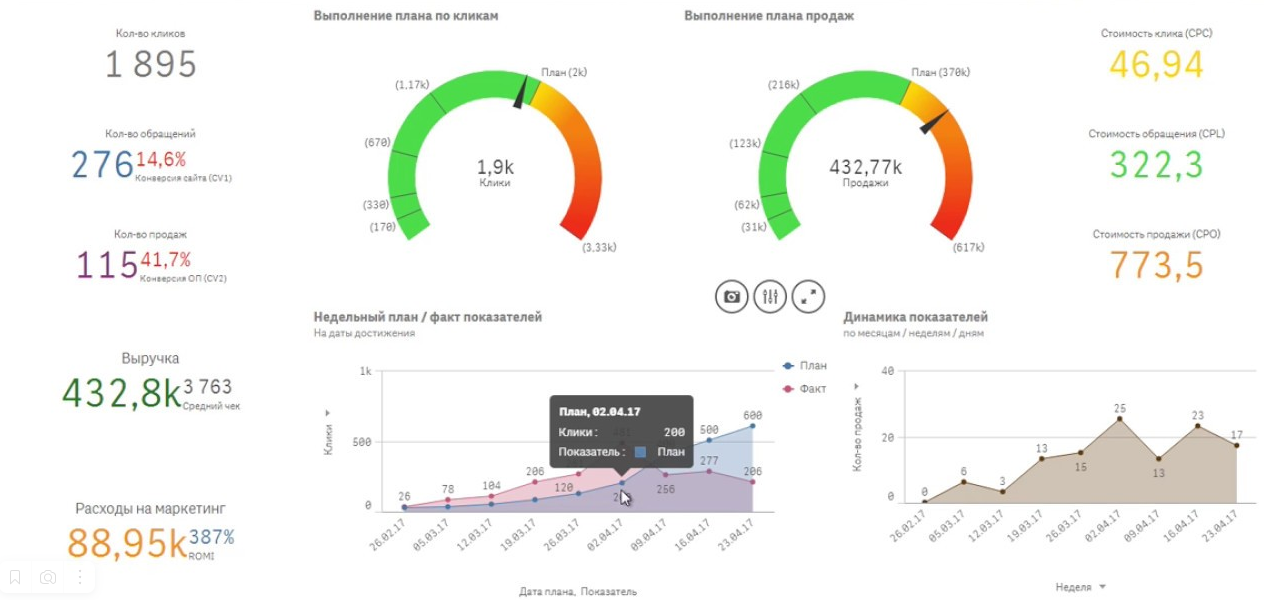 Кол-во кликов
1 895
Кол-во обращений
276
14,6%
Конверсия сайта (CV1)
Кол-во продаж
115
41,7%
Конверсия ОП (CV2)
Выручка
432,8k
3 763
Средний чек
Расходы на маркетинг
88,95k
387%
ROMI
Выполнение плана по кликам
План (2k)
(1,17k)
(670)
(330)
(170)
(3,33k)
1,9k
Клики
Выполнение плана продаж
План (370k)
(216k)
(123k)
(62k)
(31k)
(617k)
432,77k
Продажи
Стоимость клика (CPC)
46,94
Стоимость обращения (CPL)
322,3
Стоимость продажи (CPO)
773,5
Недельный план / факт показателей
На даты достижения
План
Факт
Клики
1k
500
0
26
78
104
206
120
256
500
277
600
206
План, 02.04.17
Клики : 200
Показатель : План
26.02.17
05.03.17
12.03.17
19.03.17
26.03.17
02.04.17
09.04.17
16.04.17
23.04.17
Дата плана, Показатель
Динамика показателей
по месяцам / неделям / дням
Кол-во продаж
40
20
0
0
6
3
13
15
25
13
23
17
26.02.17
05.03.17
12.03.17
19.03.17
26.03.17
02.04.17
09.04.17
16.04.17
23.04.17
Неделя